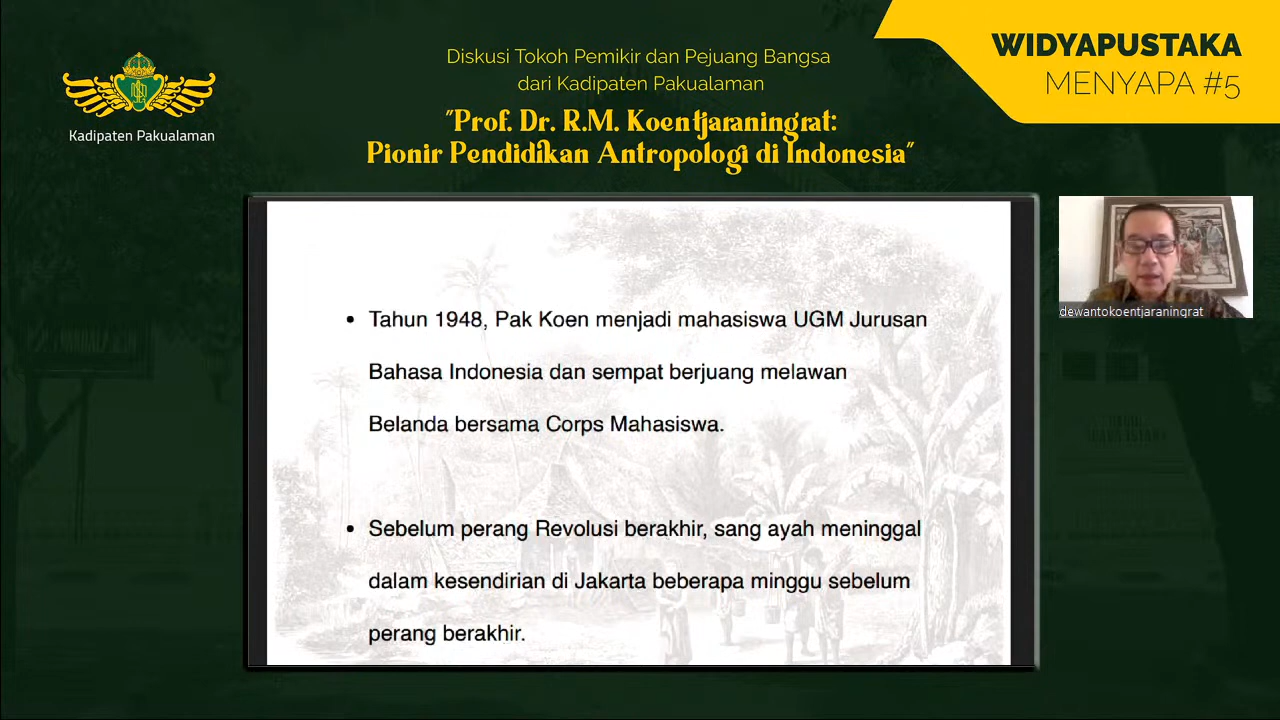 Kadipaten Pakualaman
Diskusi Tokoh Pemikir dan Pejuang Bangsa
dari Kadipaten Pakualaman
"Prof. Dr. R.M. Koentjaraningrat:
Pionir Pendidikan Antropologi di Indonesia"
WIDYAPUSTAKA
MENYAPA #5
• Tahun 1948, Pak Koen menjadi mahasiswa UGM Jurusan
Bahasa Indonesia dan sempat berjuang melawan
Belanda bersama Corps Mahasiswa.
• Sebelum perang Revolusi berakhir, sang ayah meninggal
dalam kesendirian di Jakarta beberapa minggu sebelum
perang berakhir.
dewantokoentjaraningrat